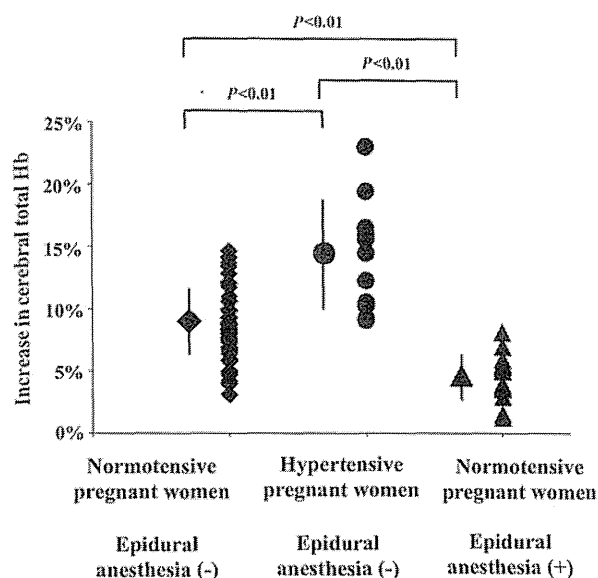 P<0.01
P<0.01
P<0.01
Increase in cerebral total Hb
25%
20%
15%
10%
5%
0%
Normotensive
pregnant women
Hypertensive
pregnant women
Normotensive
pregnant women
Epidural
anesthesia (-)
Epidural
anesthesia (-)
Epidural
anesthesia (+)